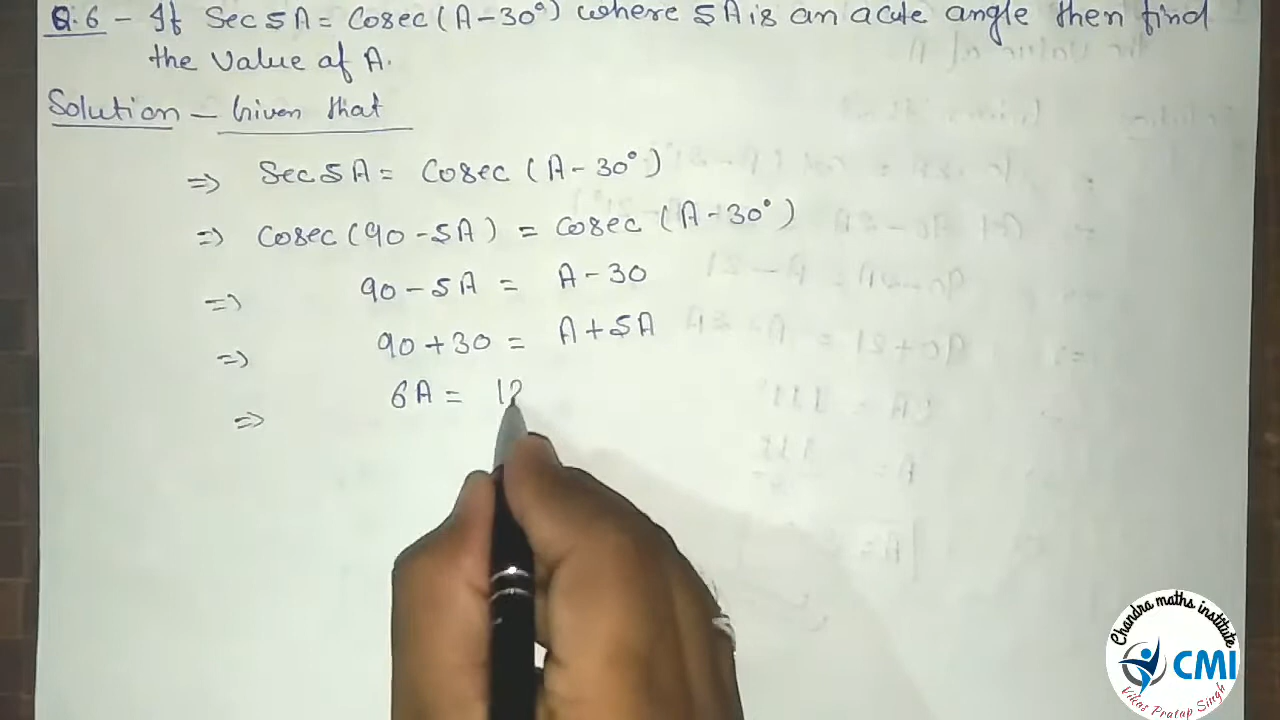 Q.6 - If Sec 5A = Cosec (A - 30°) where 5A is an acute angle then find
the value of A.
Solution - Given that
=> Sec 5A = Cosec (A - 30°)
=> Cosec (90 - 5A) = Cosec (A - 30°)
=> 90 - 5A = A - 30
=> 90 + 30 = A + 5A
=> 6A = 12
Chandra maths institute
CMI
Vikas Pratap Singh